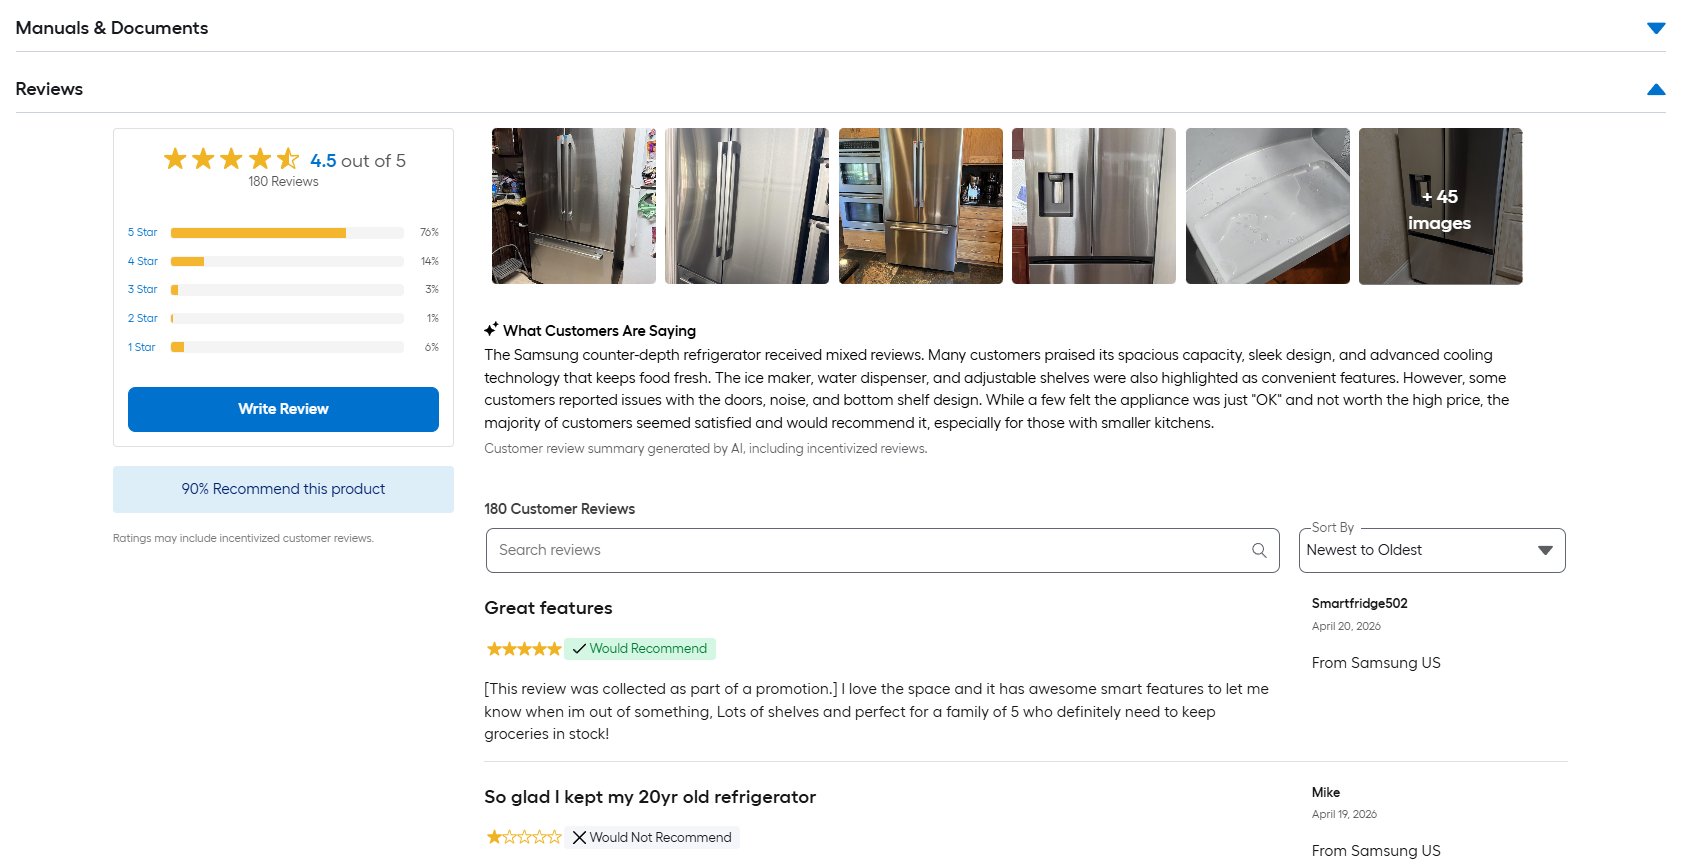 Manuals & Documents
Reviews
4.5 out of 5
180 Reviews
5 Star 76%
4 Star 14%
3 Star 3%
2 Star 1%
1 Star 6%
Write Review
90% Recommend this product
Ratings may include incentivized customer reviews.
+ 45
images
What Customers Are Saying
The Samsung counter-depth refrigerator received mixed reviews. Many customers praised its spacious capacity, sleek design, and advanced cooling
technology that keeps food fresh. The ice maker, water dispenser, and adjustable shelves were also highlighted as convenient features. However, some
customers reported issues with the doors, noise, and bottom shelf design. While a few felt the appliance was just "OK" and not worth the high price, the
majority of customers seemed satisfied and would recommend it, especially for those with smaller kitchens.
Customer review summary generated by AI, including incentivized reviews.
180 Customer Reviews
Search reviews
Sort By
Newest to Oldest
Great features
Would Recommend
[This review was collected as part of a promotion.] I love the space and it has awesome smart features to let me
know when im out of something, Lots of shelves and perfect for a family of 5 who definitely need to keep
groceries in stock!
Smartfridge502
April 20, 2026
From Samsung US
So glad I kept my 20yr old refrigerator
Would Not Recommend
Mike
April 19, 2026
From Samsung US